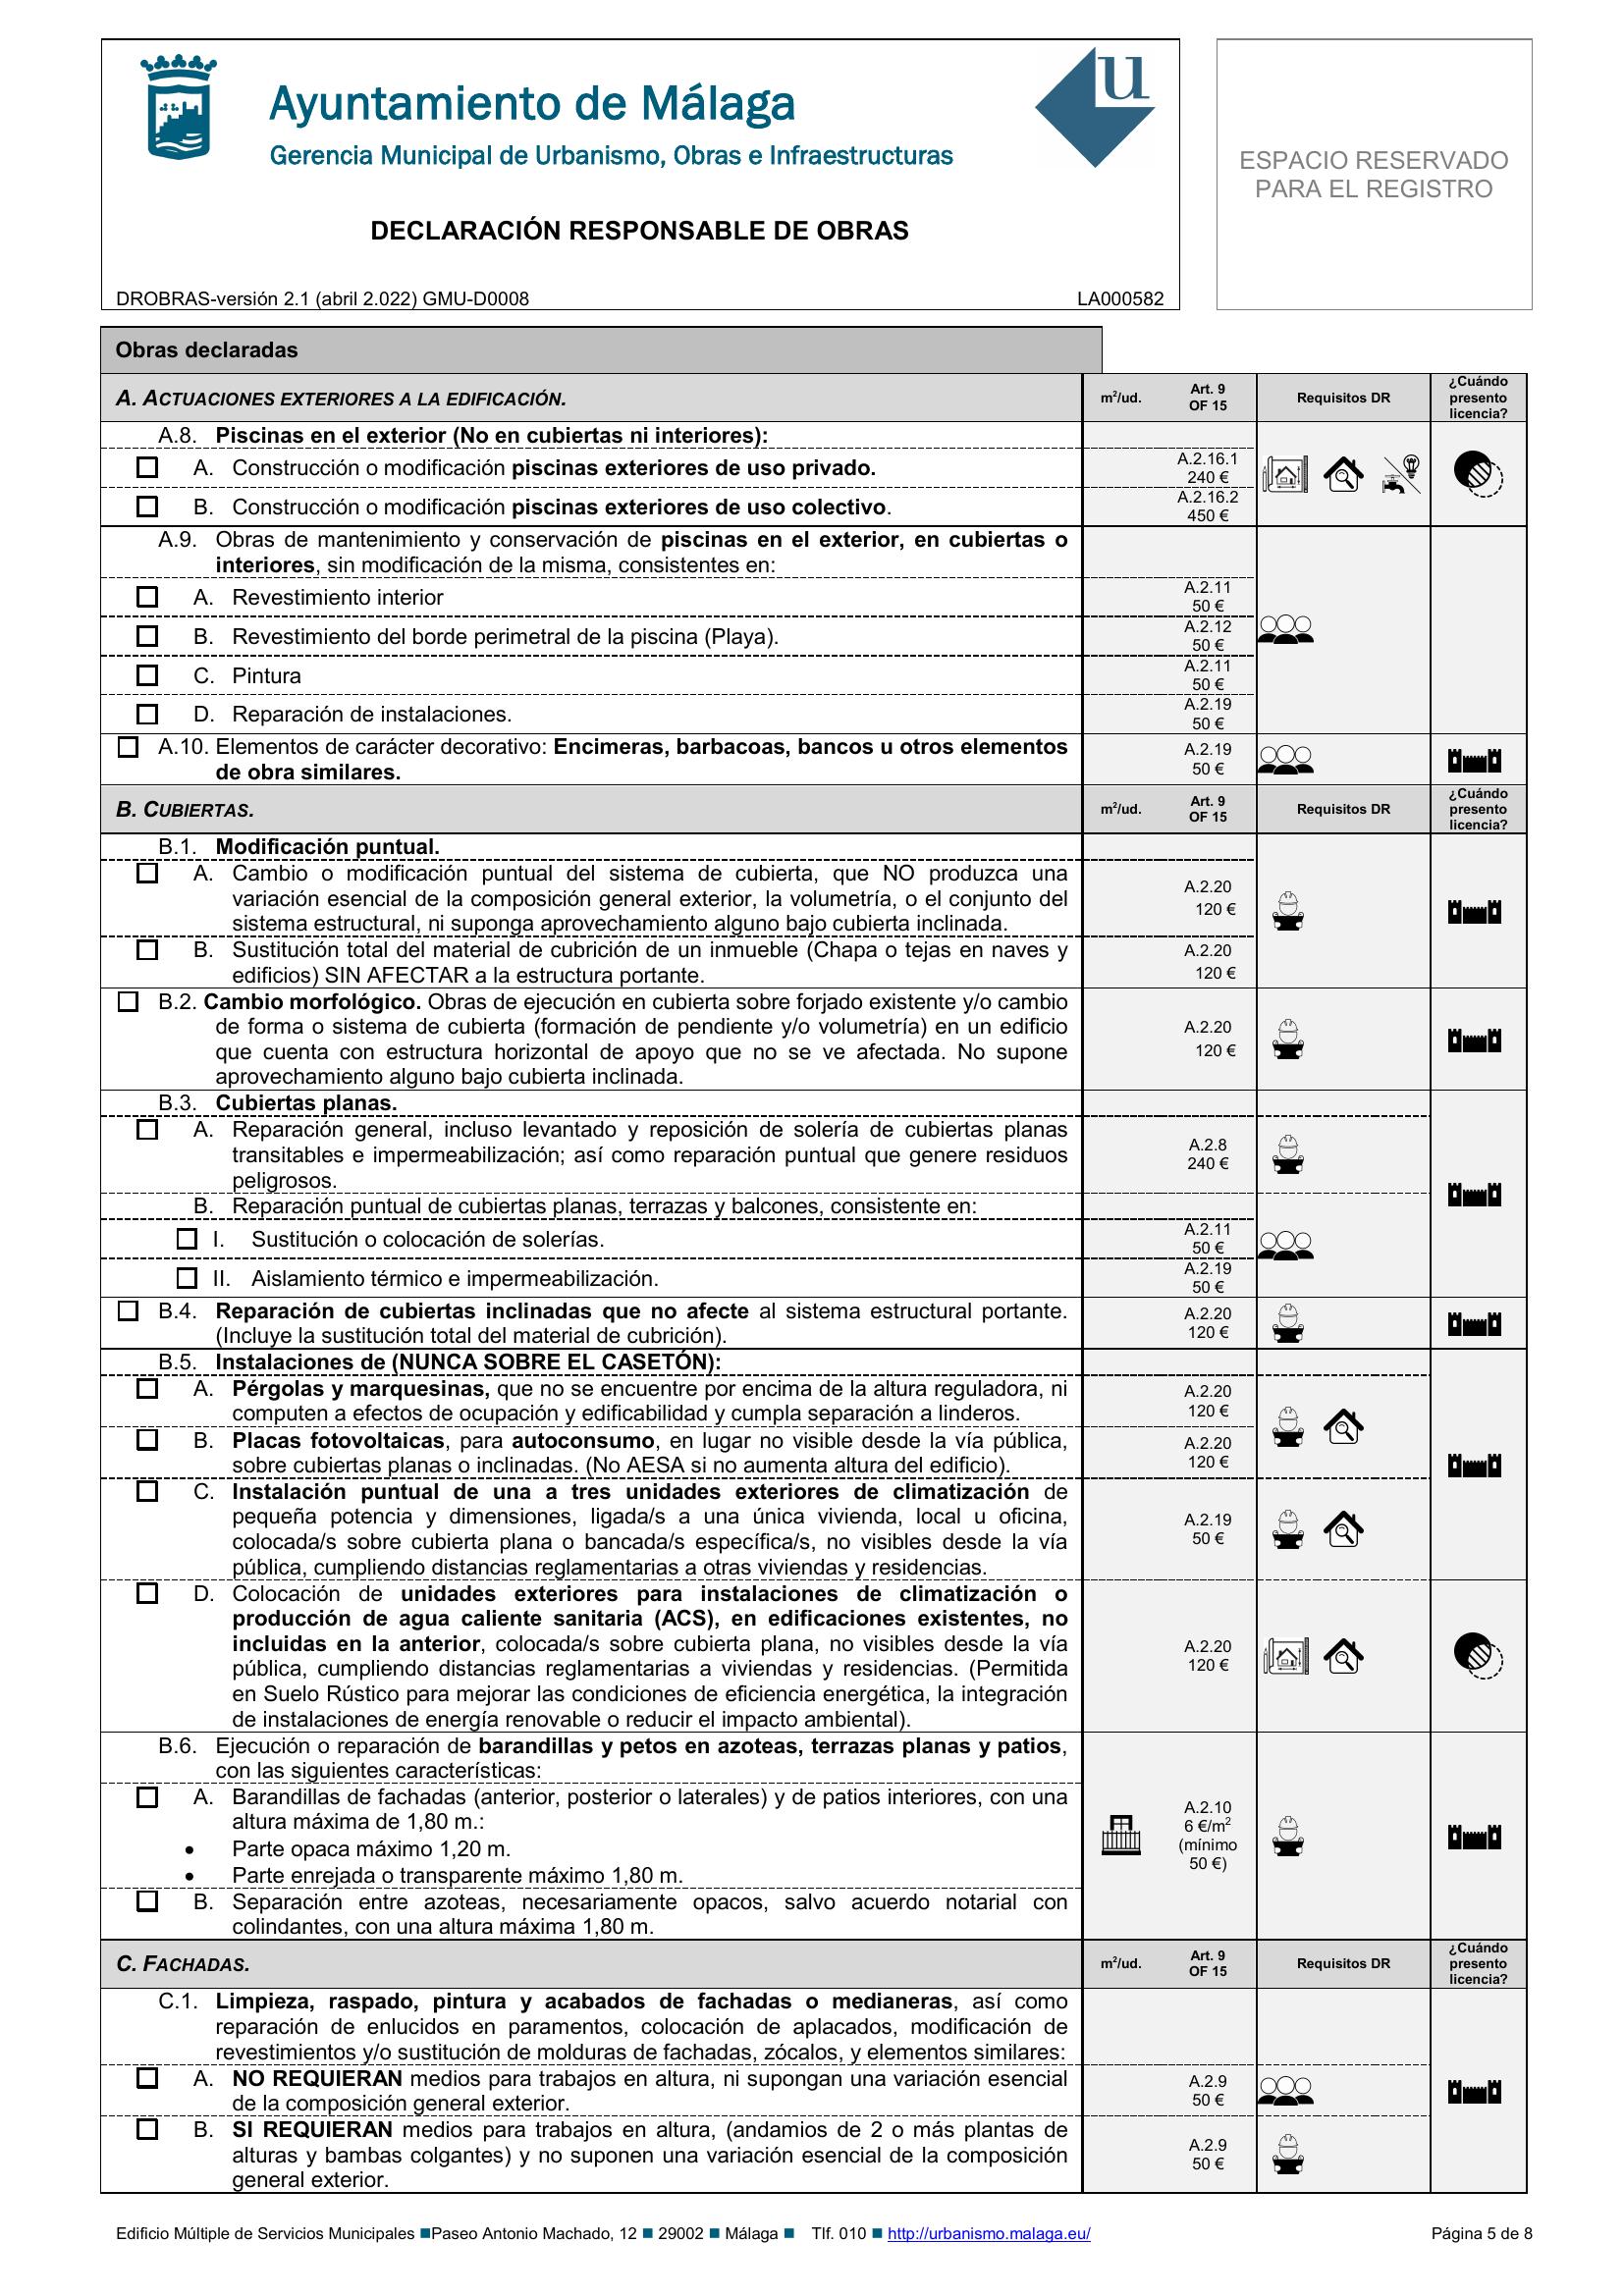 Ayuntamiento de Málaga
Gerencia Municipal de Urbanismo, Obras e Infraestructuras
u
DECLARACIÓN RESPONSABLE DE OBRAS
DROBRAS-versión 2.1 (abril 2.022) GMU-D0008 LA000582
ESPACIO RESERVADO
PARA EL REGISTRO
Obras declaradas
A. ACTUACIONES EXTERIORES A LA EDIFICACIÓN. m²/ud. Art. 9 OF 15 Requisitos DR ¿Cuándo presento licencia?
A.8. Piscinas en el exterior (No en cubiertas ni interiores):
A. Construcción o modificación piscinas exteriores de uso privado. A.2.16.1 240 €
B. Construcción o modificación piscinas exteriores de uso colectivo. A.2.16.2 450 €
A.9. Obras de mantenimiento y conservación de piscinas en el exterior, en cubiertas o
interiores, sin modificación de la misma, consistentes en:
A. Revestimiento interior A.2.11 50 €
B. Revestimiento del borde perimetral de la piscina (Playa). A.2.12 50 €
C. Pintura A.2.11 50 €
D. Reparación de instalaciones. A.2.19 50 €
A.10. Elementos de carácter decorativo: Encimeras, barbacoas, bancos u otros elementos
de obra similares. A.2.19 50 €
B. CUBIERTAS. m²/ud. Art. 9 OF 15 Requisitos DR ¿Cuándo presento licencia?
B.1. Modificación puntual.
A. Cambio o modificación puntual del sistema de cubierta, que NO produzca una
variación esencial de la composición general exterior, la volumetría, o el conjunto del
sistema estructural, ni suponga aprovechamiento alguno bajo cubierta inclinada. A.2.20 120 €
B. Sustitución total del material de cubrición de un inmueble (Chapa o tejas en naves y
edificios) SIN AFECTAR a la estructura portante. A.2.20 120 €
B.2. Cambio morfológico. Obras de ejecución en cubierta sobre forjado existente y/o cambio
de forma o sistema de cubierta (formación de pendiente y/o volumetría) en un edificio
que cuenta con estructura horizontal de apoyo que no se ve afectada. No supone
aprovechamiento alguno bajo cubierta inclinada. A.2.20 120 €
B.3. Cubiertas planas.
A. Reparación general, incluso levantado y reposición de solería de cubiertas planas
transitables e impermeabilización; así como reparación puntual que genere residuos
peligrosos. A.2.8 240 €
B. Reparación puntual de cubiertas planas, terrazas y balcones, consistente en:
I. Sustitución o colocación de solerías. A.2.11 50 €
II. Aislamiento térmico e impermeabilización. A.2.19 50 €
B.4. Reparación de cubiertas inclinadas que no afecte al sistema estructural portante.
(Incluye la sustitución total del material de cubrición). A.2.20 120 €
B.5. Instalaciones de (NUNCA SOBRE EL CASETÓN):
A. Pérgolas y marquesinas, que no se encuentre por encima de la altura reguladora, ni
computen a efectos de ocupación y edificabilidad y cumpla separación a linderos. A.2.20 120 €
B. Placas fotovoltaicas, para autoconsumo, en lugar no visible desde la vía pública,
sobre cubiertas planas o inclinadas. (No AESA si no aumenta altura del edificio). A.2.20 120 €
C. Instalación puntual de una a tres unidades exteriores de climatización de
pequeña potencia y dimensiones, ligada/s a una única vivienda, local u oficina,
colocada/s sobre cubierta plana o bancada/s específica/s, no visibles desde la vía
pública, cumpliendo distancias reglamentarias a otras viviendas y residencias. A.2.19 50 €
D. Colocación de unidades exteriores para instalaciones de climatización o
producción de agua caliente sanitaria (ACS), en edificaciones existentes, no
incluidas en la anterior, colocada/s sobre cubierta plana, no visibles desde la vía
pública, cumpliendo distancias reglamentarias a viviendas y residencias. (Permitida
en Suelo Rústico para mejorar las condiciones de eficiencia energética, la integración
de instalaciones de energía renovable o reducir el impacto ambiental). A.2.20 120 €
B.6. Ejecución o reparación de barandillas y petos en azoteas, terrazas planas y patios,
con las siguientes características:
A. Barandillas de fachadas (anterior, posterior o laterales) y de patios interiores, con una
altura máxima de 1,80 m.: A.2.10 6 €/m² (mínimo 50 €)
• Parte opaca máximo 1,20 m.
• Parte enrejada o transparente máximo 1,80 m.
B. Separación entre azoteas, necesariamente opacos, salvo acuerdo notarial con
colindantes, con una altura máxima 1,80 m.
C. FACHADAS. m²/ud. Art. 9 OF 15 Requisitos DR ¿Cuándo presento licencia?
C.1. Limpieza, raspado, pintura y acabados de fachadas o medianeras, así como
reparación de enlucidos en paramentos, colocación de aplacados, modificación de
revestimientos y/o sustitución de molduras de fachadas, zócalos, y elementos similares:
A. NO REQUIERAN medios para trabajos en altura, ni supongan una variación esencial
de la composición general exterior. A.2.9 50 €
B. SI REQUIERAN medios para trabajos en altura, (andamios de 2 o más plantas de
alturas y bambas colgantes) y no suponen una variación esencial de la composición
general exterior. A.2.9 50 €
Edificio Múltiple de Servicios Municipales ■Paseo Antonio Machado, 12 ■ 29002 ■ Málaga ■ Tlf. 010 ■ http://urbanismo.malaga.eu/ Página 5 de 8